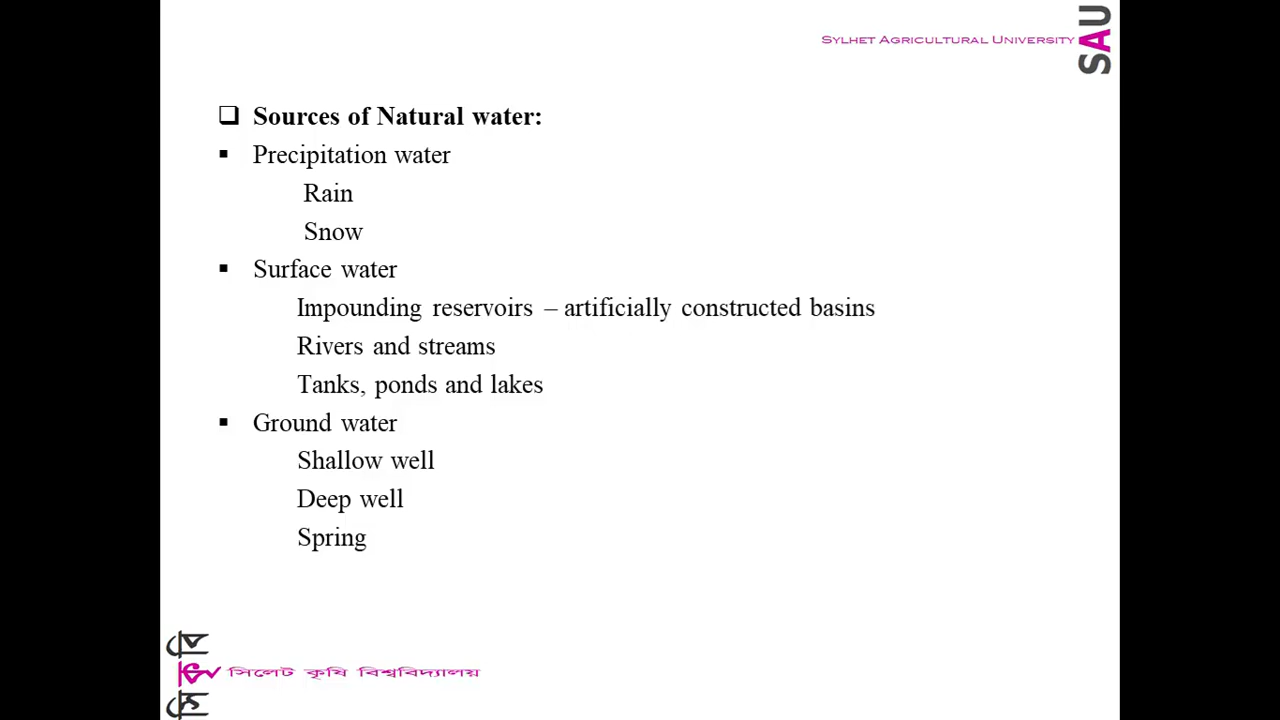 SYLHET AGRICULTURAL UNIVERSITY
SAU
❑ Sources of Natural water:
▪ Precipitation water
Rain
Snow
▪ Surface water
Impounding reservoirs – artificially constructed basins
Rivers and streams
Tanks, ponds and lakes
▪ Ground water
Shallow well
Deep well
Spring
সিকৃবি
সিলেট কৃষি বিশ্ববিদ্যালয়